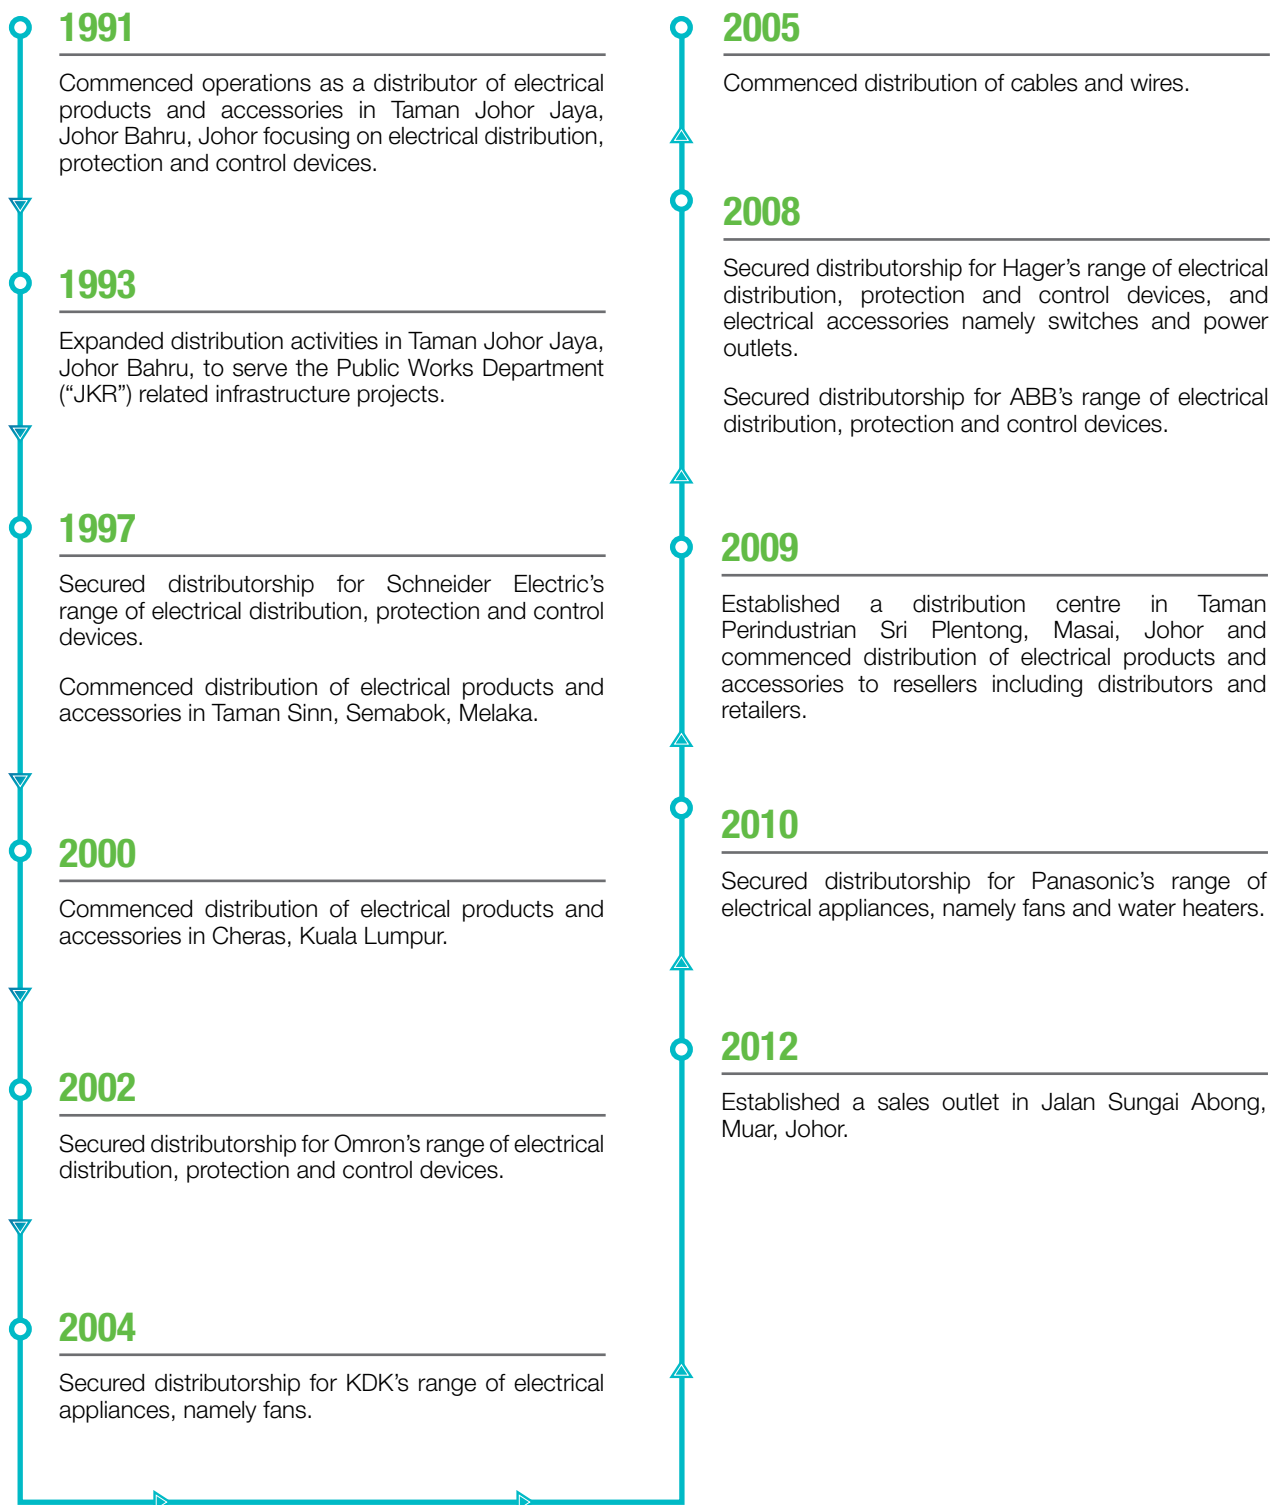 1991
Commenced operations as a distributor of electrical
products and accessories in Taman Johor Jaya,
Johor Bahru, Johor focusing on electrical distribution,
protection and control devices.
1993
Expanded distribution activities in Taman Johor Jaya,
Johor Bahru, to serve the Public Works Department
(“JKR”) related infrastructure projects.
1997
Secured distributorship for Schneider Electric’s
range of electrical distribution, protection and control
devices.
Commenced distribution of electrical products and
accessories in Taman Sinn, Semabok, Melaka.
2000
Commenced distribution of electrical products and
accessories in Cheras, Kuala Lumpur.
2002
Secured distributorship for Omron’s range of electrical
distribution, protection and control devices.
2004
Secured distributorship for KDK’s range of electrical
appliances, namely fans.
2005
Commenced distribution of cables and wires.
2008
Secured distributorship for Hager’s range of electrical
distribution, protection and control devices, and
electrical accessories namely switches and power
outlets.
Secured distributorship for ABB’s range of electrical
distribution, protection and control devices.
2009
Established a distribution centre in Taman
Perindustrian Sri Plentong, Masai, Johor and
commenced distribution of electrical products and
accessories to resellers including distributors and
retailers.
2010
Secured distributorship for Panasonic’s range of
electrical appliances, namely fans and water heaters.
2012
Established a sales outlet in Jalan Sungai Abong,
Muar, Johor.